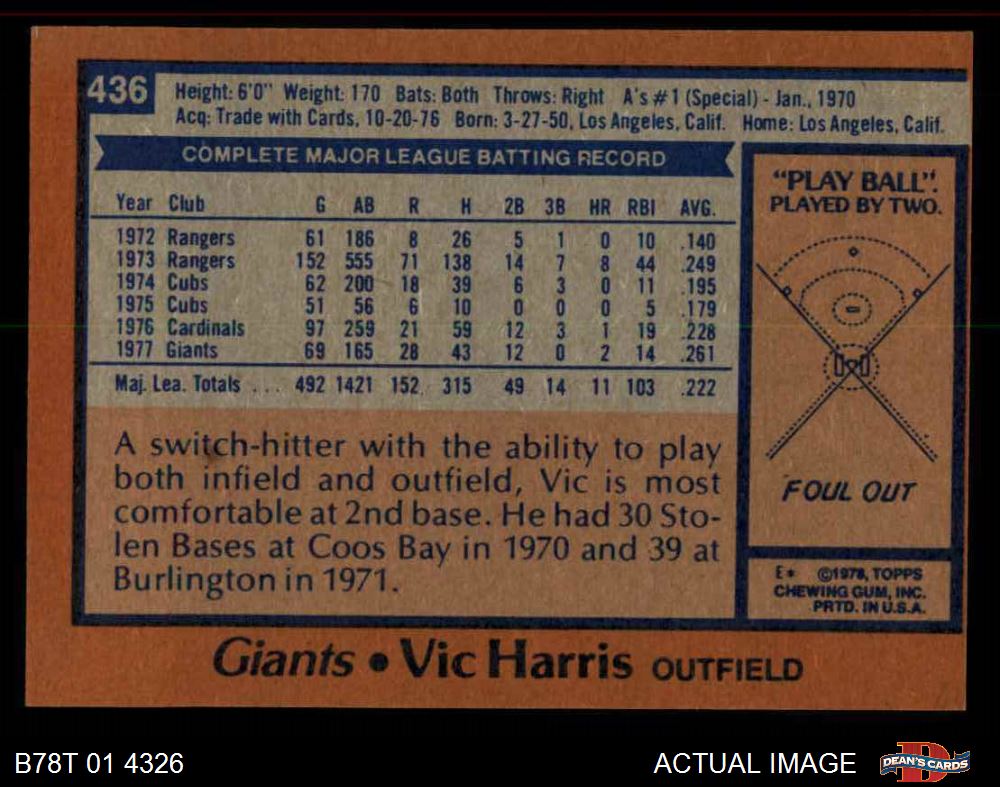 436
Height: 6'0" Weight: 170 Bats: Both Throws: Right A's #1 (Special) - Jan., 1970
Acq: Trade with Cards, 10-20-76 Born: 3-27-50, Los Angeles, Calif. Home: Los Angeles, Calif.
COMPLETE MAJOR LEAGUE BATTING RECORD
Year Club G AB R H 2B 3B HR RBI AVG.
1972 Rangers 61 186 8 26 5 1 0 10 .140
1973 Rangers 152 555 71 138 14 7 8 44 .249
1974 Cubs 62 200 18 39 6 3 0 11 .195
1975 Cubs 51 56 6 10 0 0 0 5 .179
1976 Cardinals 97 259 21 59 12 3 1 19 .228
1977 Giants 69 165 28 43 12 0 2 14 .261
Maj. Lea. Totals ... 492 1421 152 315 49 14 11 103 .222
A switch-hitter with the ability to play
both infield and outfield, Vic is most
comfortable at 2nd base. He had 30 Sto-
len Bases at Coos Bay in 1970 and 39 at
Burlington in 1971.
"PLAY BALL".
PLAYED BY TWO.
FOUL OUT
E* ©1978, TOPPS
CHEWING GUM, INC.
PRTD. IN U.S.A.
Giants • Vic Harris OUTFIELD
B78T 01 4326
ACTUAL IMAGE
D
DEAN'S CARDS